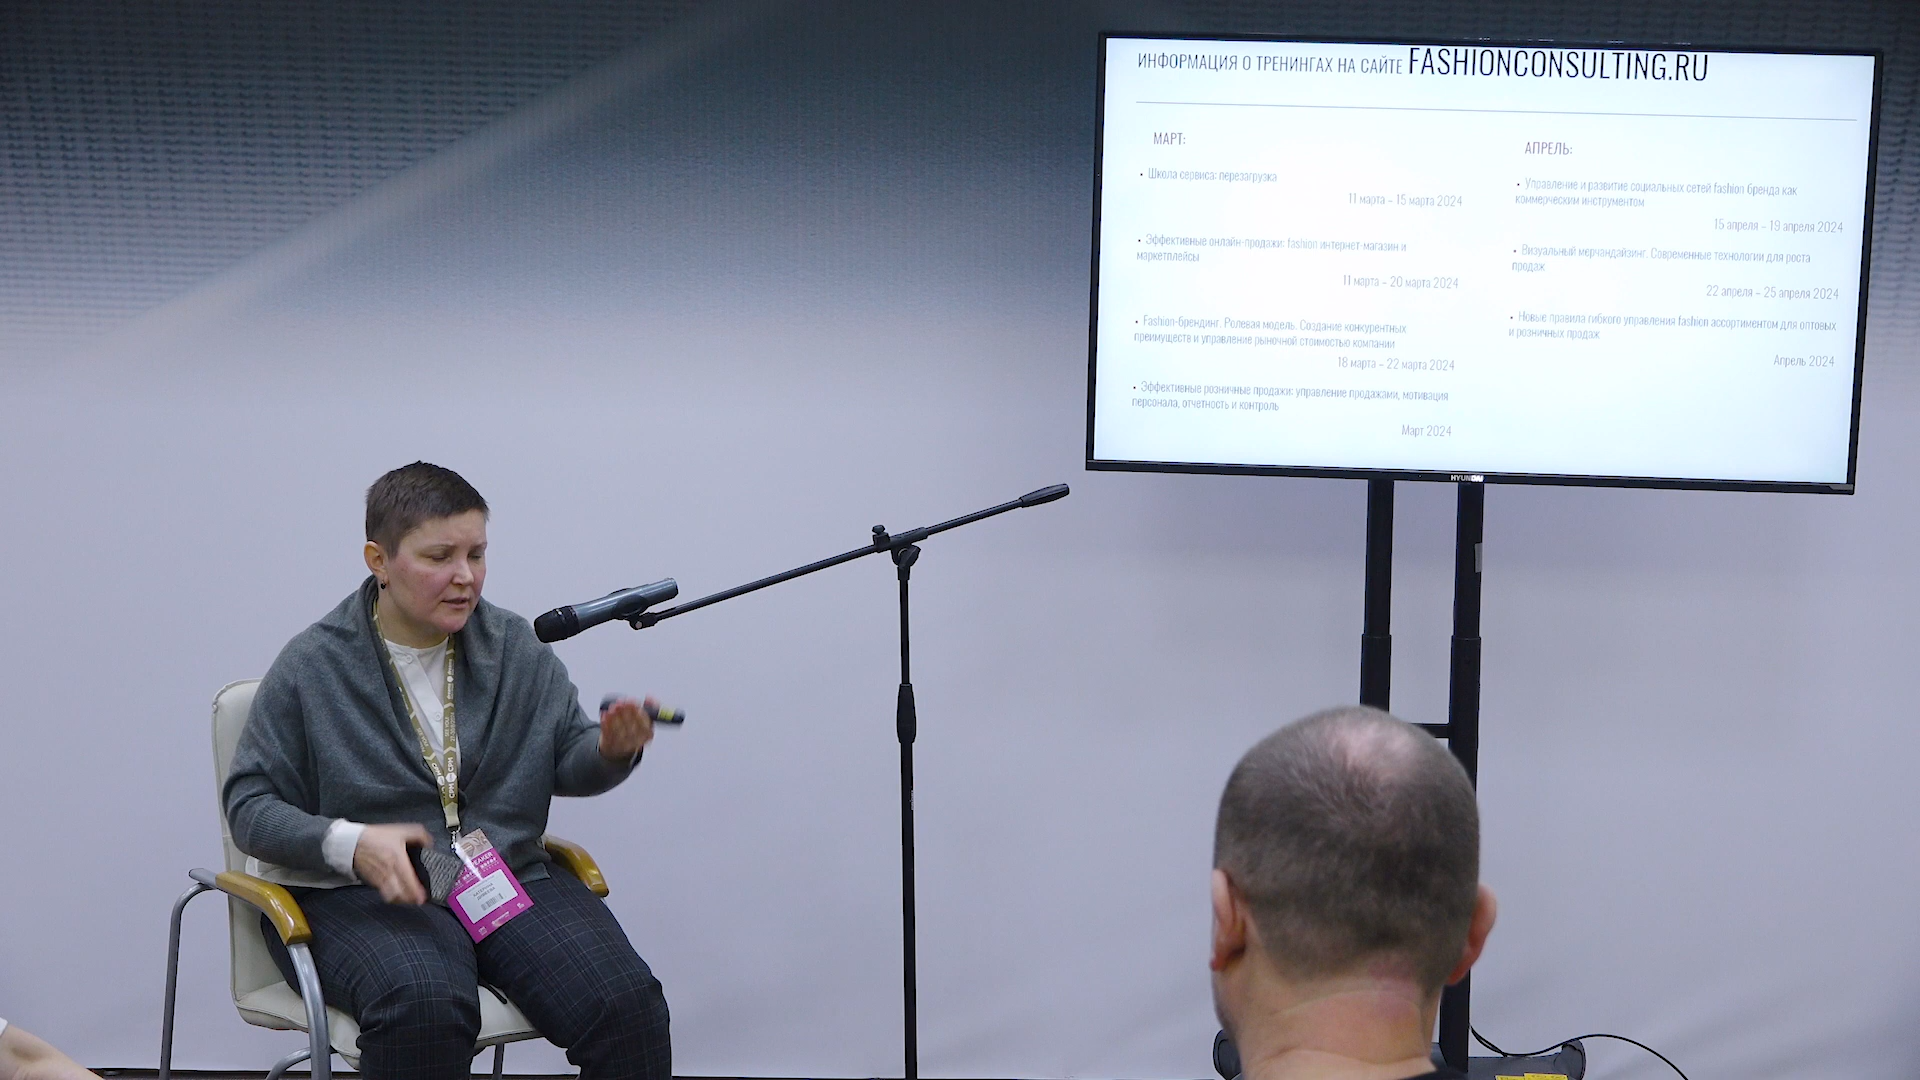 ИНФОРМАЦИЯ О ТРЕНИНГАХ НА САЙТЕ FASHIONCONSULTING.RU
МАРТ:
• Школа сервиса: перезагрузка
11 марта – 15 марта 2024
• Эффективные онлайн-продажи: fashion интернет-магазин и
маркетплейсы
11 марта – 20 марта 2024
• Fashion-брендинг. Ролевая модель. Создание конкурентных
преимуществ и управление рыночной стоимостью компании
18 марта – 22 марта 2024
• Эффективные розничные продажи: управление продажами, мотивация
персонала, отчетность и контроль
Март 2024
АПРЕЛЬ:
• Управление и развитие социальных сетей fashion бренда как
коммерческим инструментом
15 апреля – 19 апреля 2024
• Визуальный мерчандайзинг. Современные технологии для роста
продаж
22 апреля – 25 апреля 2024
• Новые правила гибкого управления fashion ассортиментом для оптовых
и розничных продаж
Апрель 2024
HYUNDAI
CPM
CPM